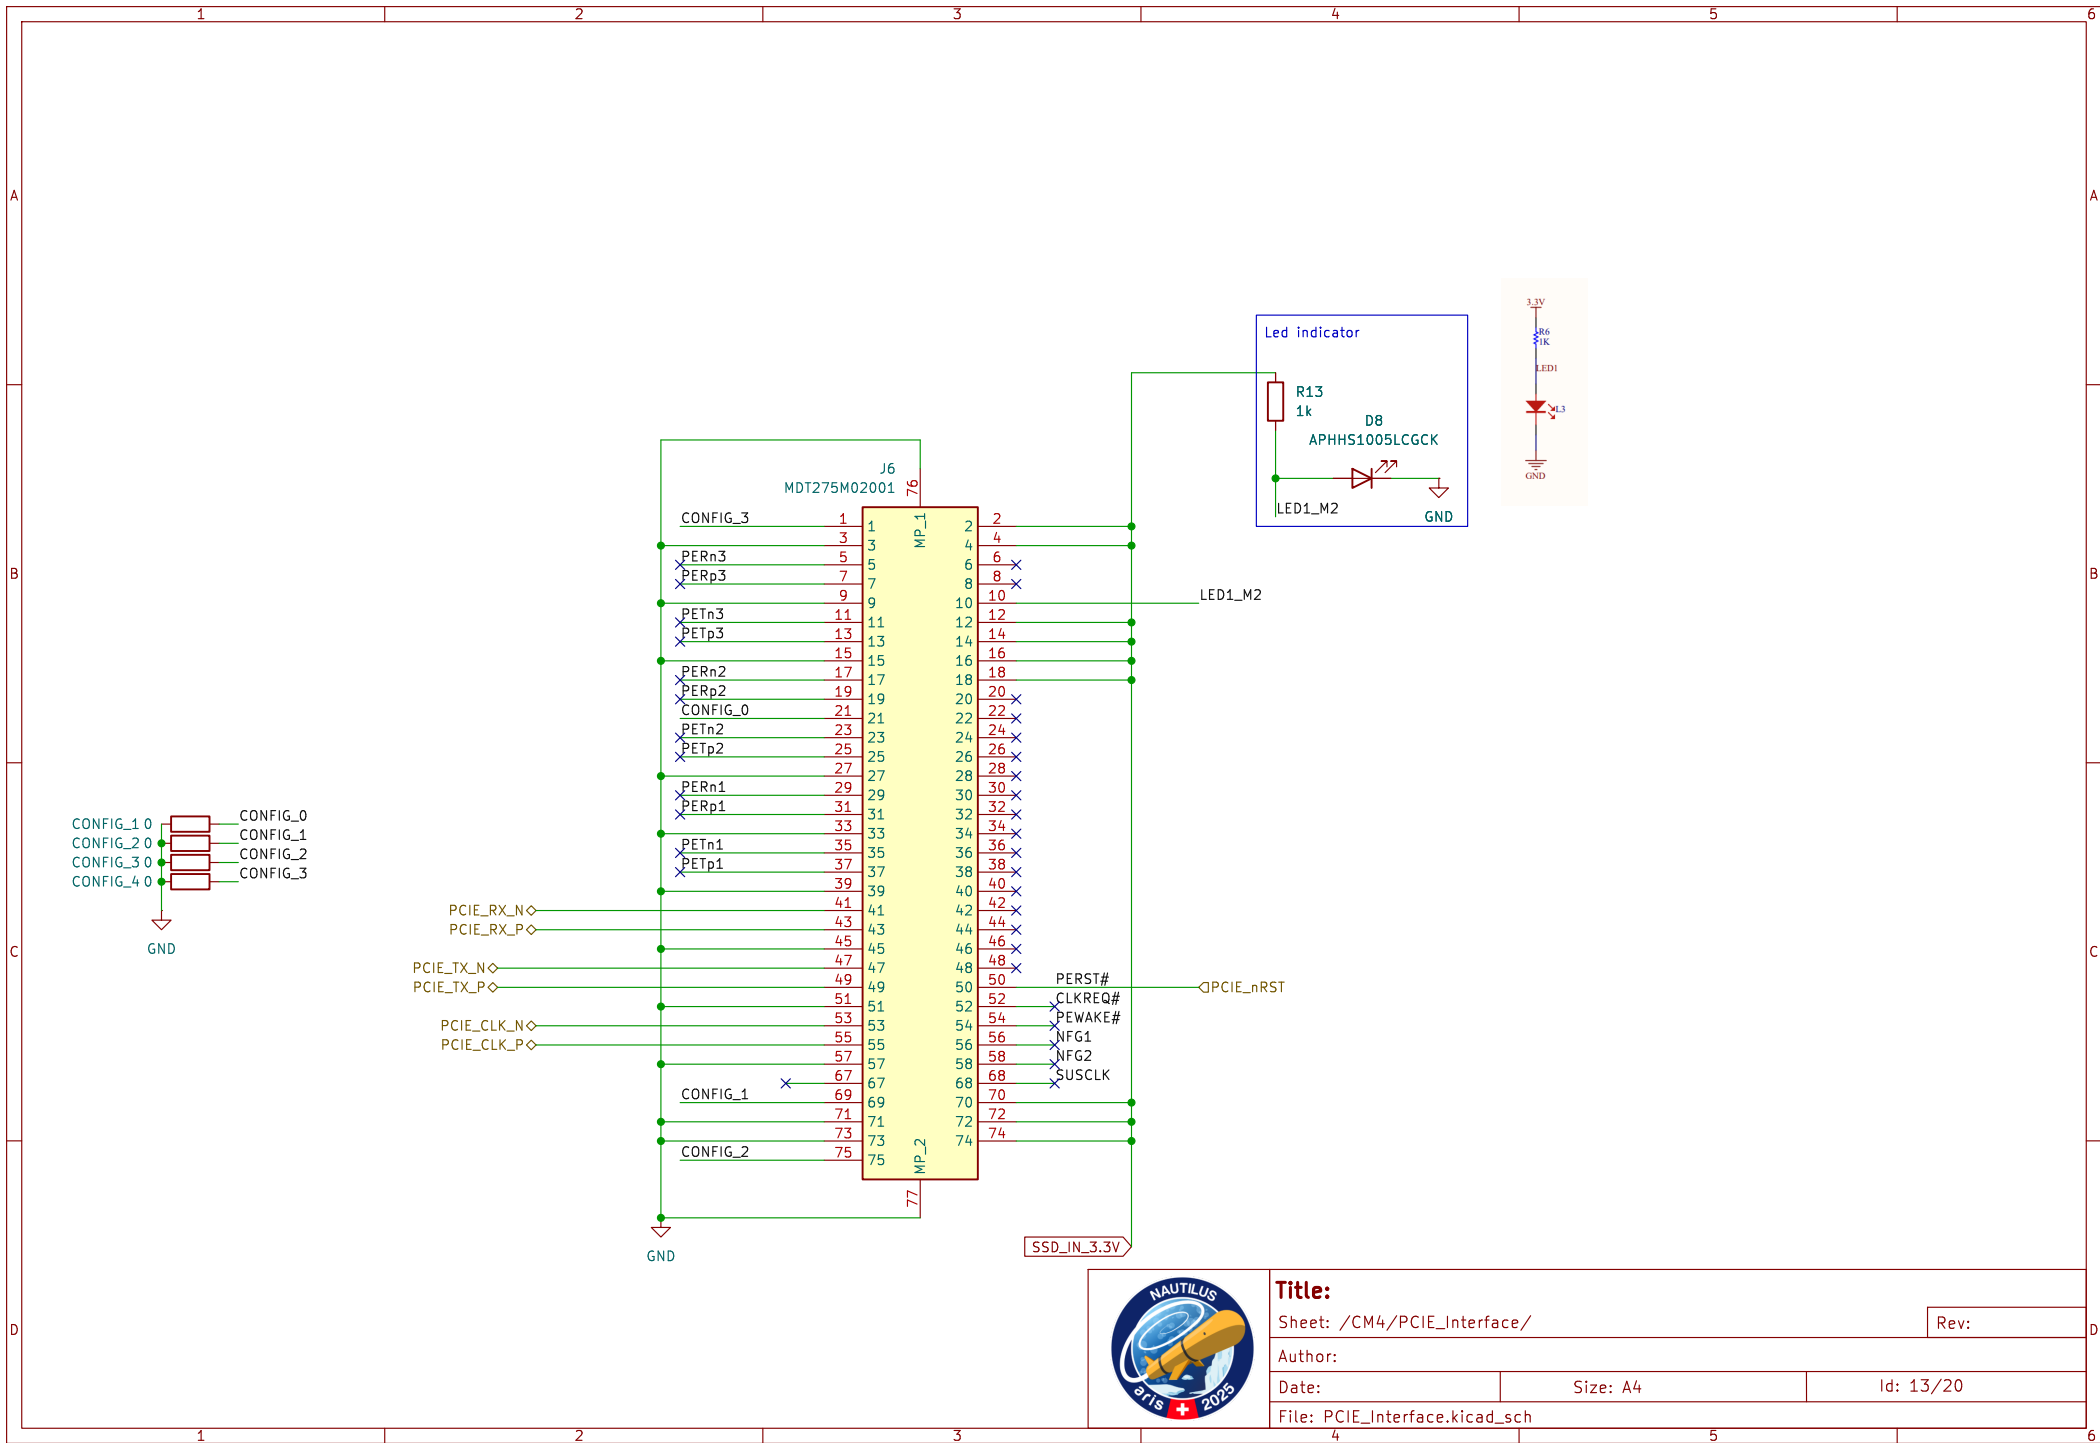 1 2 3 4 5 6
A A
3.3V
R6
1K
LED1
L3
GND
Led indicator
R13
1k
D8
APHHS1005LCGCK
LED1_M2
GND
B B
J6
MDT275M02001
76
MP_1
CONFIG_3 1 1 2 2
3 3 4 4
PERn3 5 5 6 6
PERp3 7 7 8 8
9 9 10 10 LED1_M2
PETn3 11 11 12 12
PETp3 13 13 14 14
15 15 16 16
PERn2 17 17 18 18
PERp2 19 19 20 20
CONFIG_0 21 21 22 22
PETn2 23 23 24 24
PETp2 25 25 26 26
27 27 28 28
PERn1 29 29 30 30
PERp1 31 31 32 32
33 33 34 34
PETn1 35 35 36 36
PETp1 37 37 38 38
39 39 40 40
PCIE_RX_N 41 41 42 42
PCIE_RX_P 43 43 44 44
45 45 46 46
PCIE_TX_N 47 47 48 48
PCIE_TX_P 49 49 50 50 PERST# PCIE_nRST
51 51 52 52 CLKREQ#
PCIE_CLK_N 53 53 54 54 PEWAKE#
PCIE_CLK_P 55 55 56 56 NFG1
57 57 58 58 NFG2
67 67 68 68 SUSCLK
CONFIG_1 69 69 70 70
71 71 72 72
73 73 74 74
CONFIG_2 75 75
MP_2
77
GND
SSD_IN_3.3V
CONFIG_1 0 CONFIG_0
CONFIG_2 0 CONFIG_1
CONFIG_3 0 CONFIG_2
CONFIG_4 0 CONFIG_3
GND
C C
D D
NAUTILUS
aris 2025
Title:
Sheet: /CM4/PCIE_Interface/
Rev:
Author:
Date:
Size: A4
Id: 13/20
File: PCIE_Interface.kicad_sch
1 2 3 4 5 6